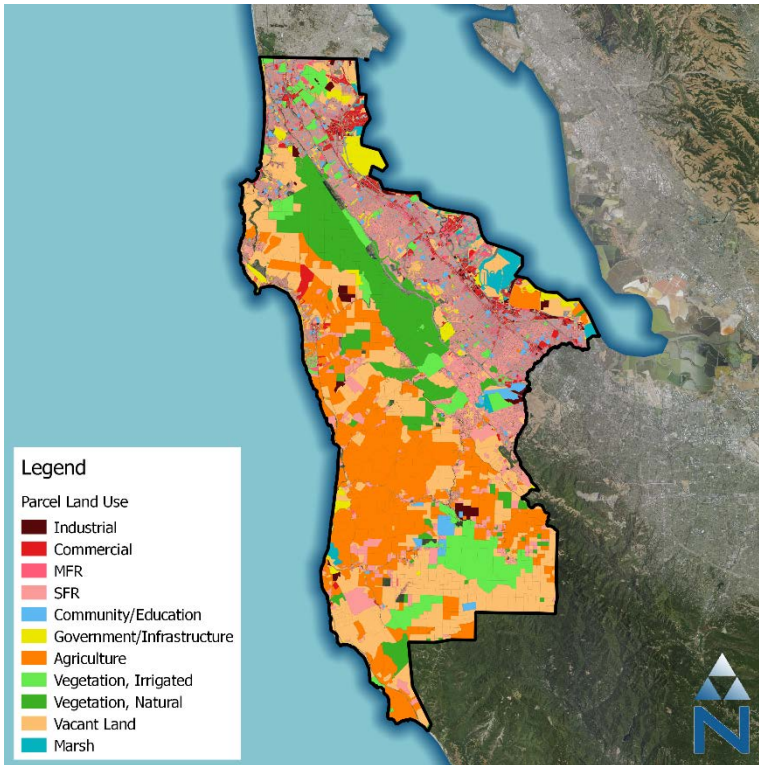 Legend
Parcel Land Use
Industrial
Commercial
MFR
SFR
Community/Education
Government/Infrastructure
Agriculture
Vegetation, Irrigated
Vegetation, Natural
Vacant Land
Marsh
N